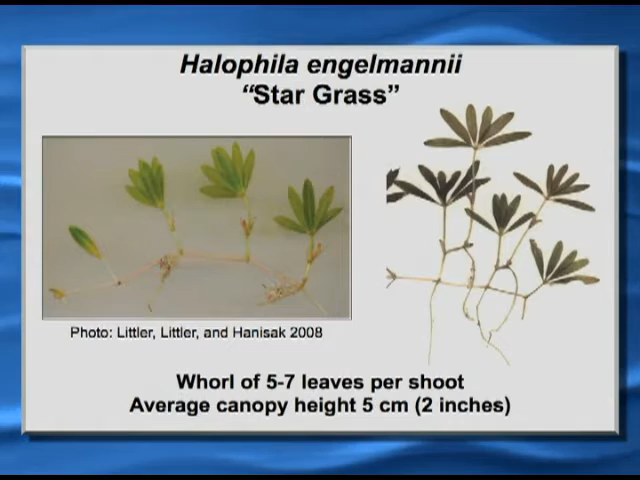 Halophila engelmannii
“Star Grass”
Photo: Littler, Littler, and Hanisak 2008
Whorl of 5-7 leaves per shoot
Average canopy height 5 cm (2 inches)